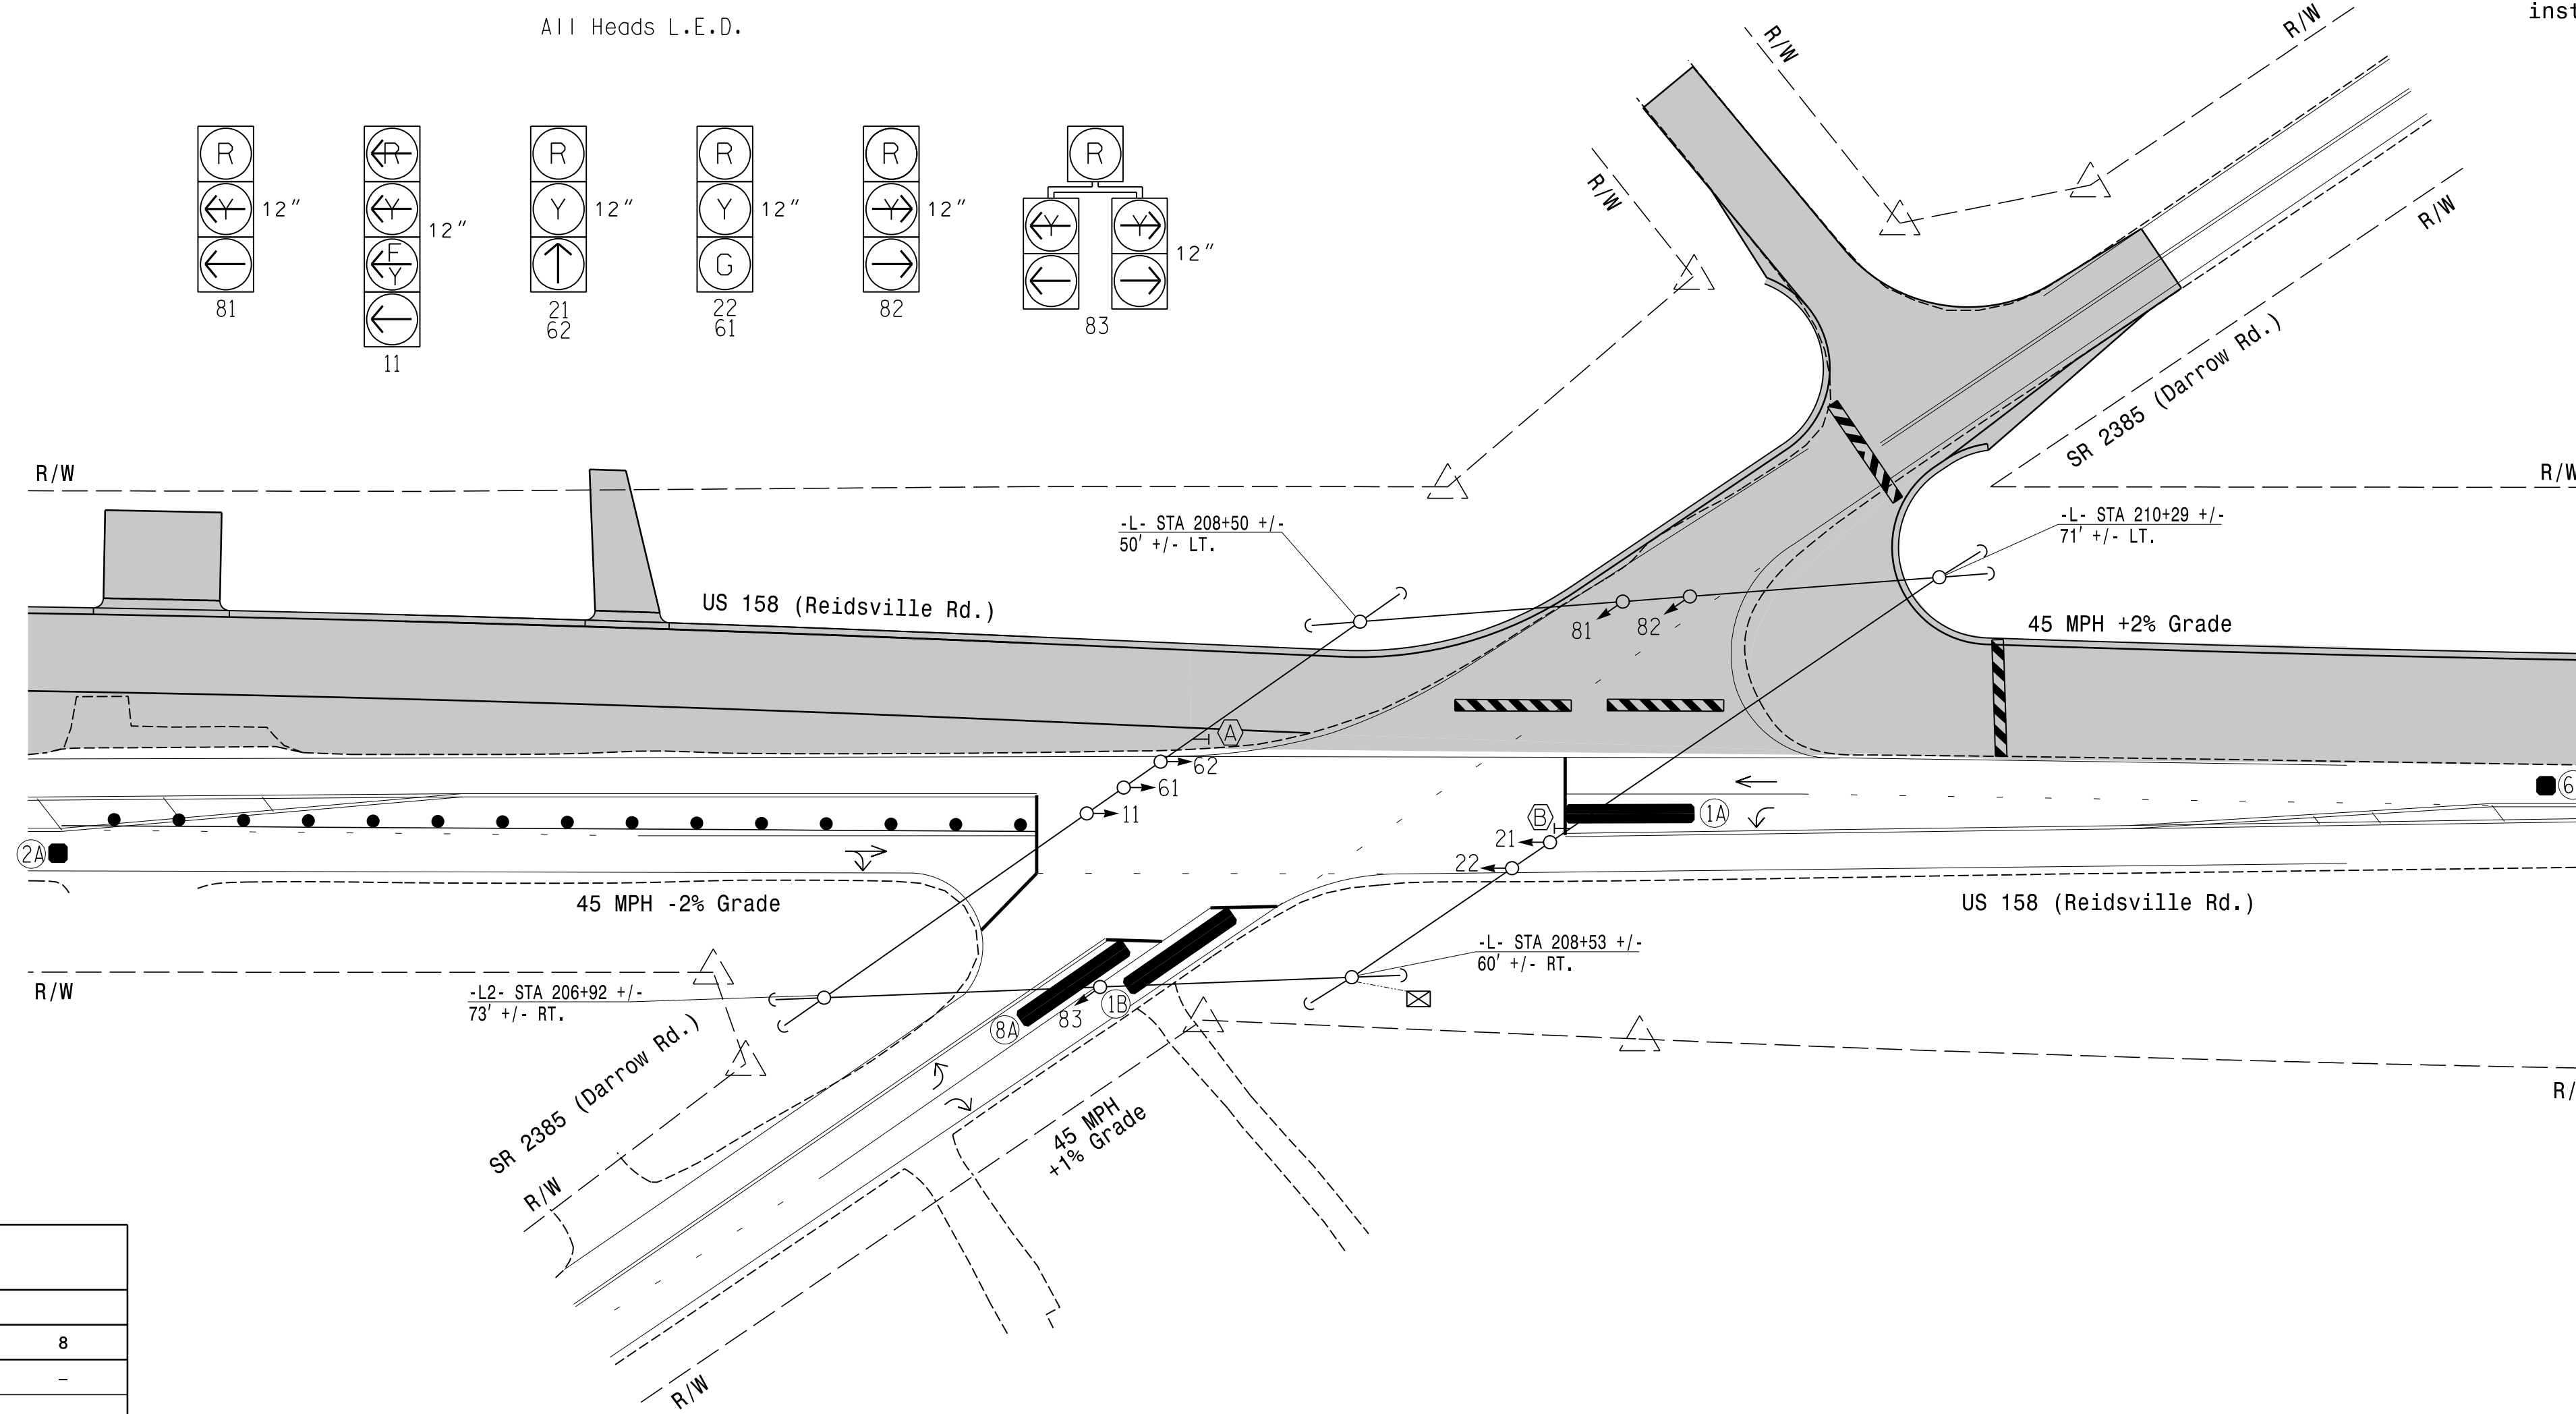 inst
All Heads L.E.D.
R
Y
12"
81
R
Y
F
Y
12"
11
R
Y
12"
21
62
R
Y
G
12"
22
61
R
Y
12"
82
R
Y
Y
12"
83
R/W
R/W
R/W
R/W
R/W
R/W
SR 2385 (Darrow Rd.)
-L- STA 208+50 +/-
50' +/- LT.
-L- STA 210+29 +/-
71' +/- LT.
US 158 (Reidsville Rd.)
45 MPH +2% Grade
81
82
A
62
61
11
B
1A
6
21
22
2A
45 MPH -2% Grade
US 158 (Reidsville Rd.)
-L- STA 208+53 +/-
60' +/- RT.
R/W
-L2- STA 206+92 +/-
73' +/- RT.
8A
83
1B
SR 2385 (Darrow Rd.)
45 MPH
+1% Grade
R/W
R/
R/W
8
-